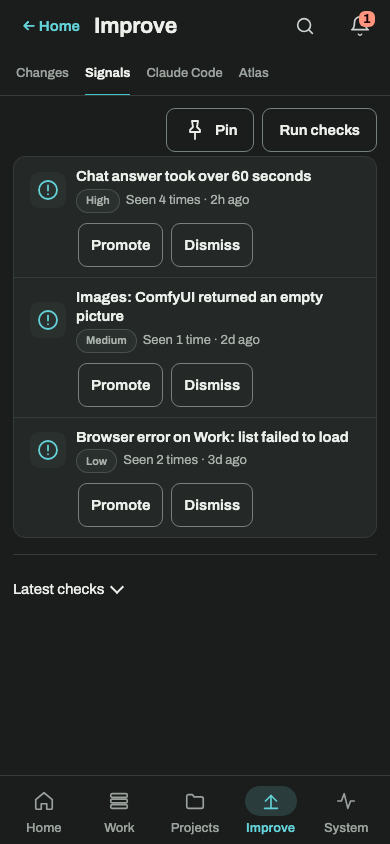 ← Home Improve 1
Changes Signals Claude Code Atlas
Pin Run checks
Chat answer took over 60 seconds
High Seen 4 times · 2h ago
Promote Dismiss
Images: ComfyUI returned an empty
picture
Medium Seen 1 time · 2d ago
Promote Dismiss
Browser error on Work: list failed to load
Low Seen 2 times · 3d ago
Promote Dismiss
Latest checks
Home Work Projects Improve System